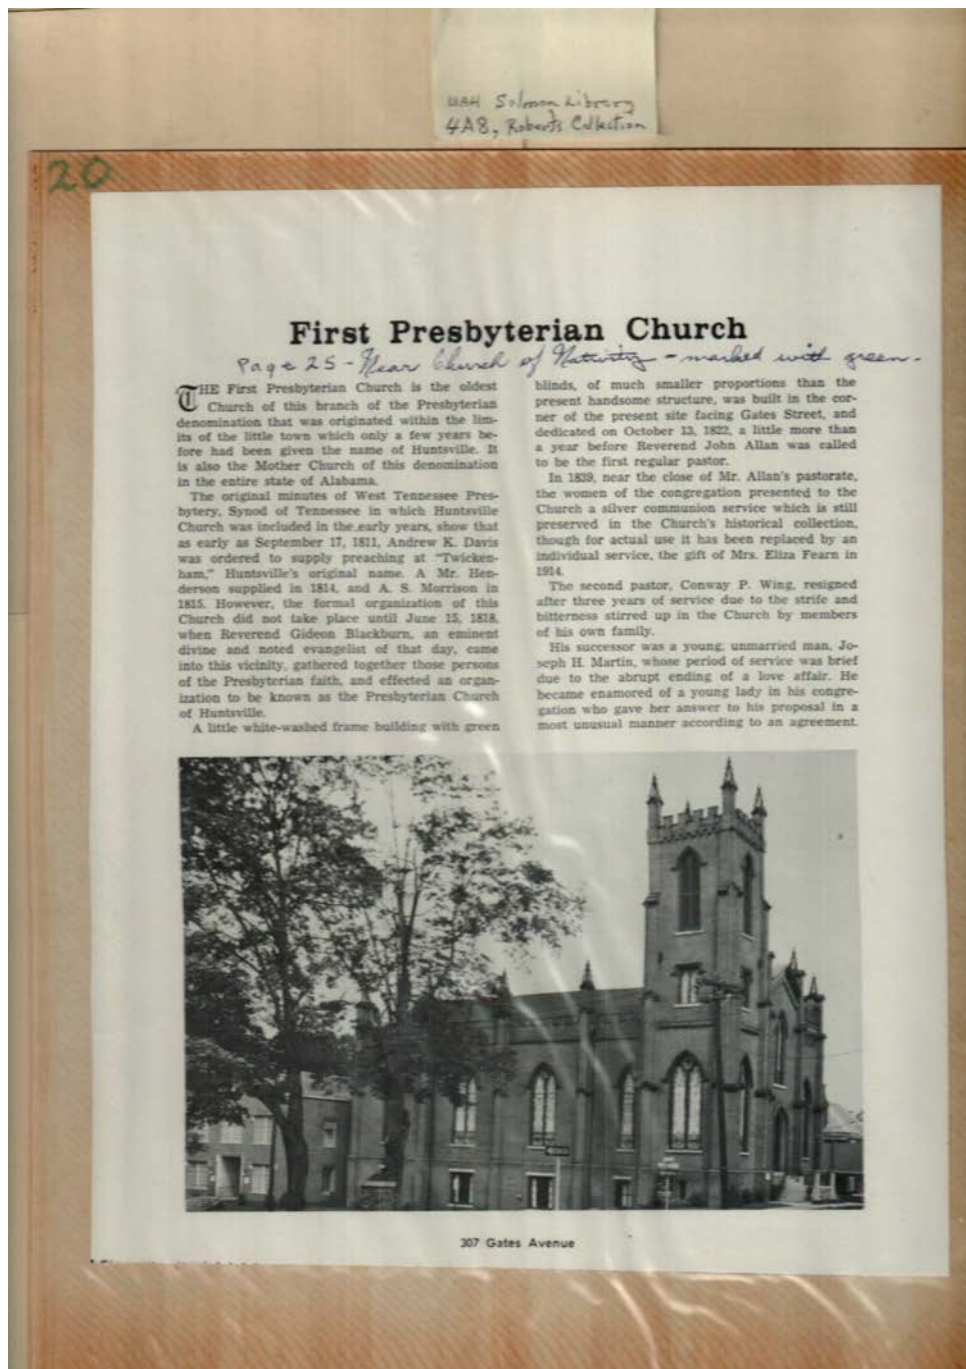 UAH Salmon Library
4A8, Roberts Collection
20
First Presbyterian Church
Page 25 - Near Church of Nativity - marked with green.
THE First Presbyterian Church is the oldest
Church of this branch of the Presbyterian
denomination that was originated within the lim-
its of the little town which only a few years be-
fore had been given the name of Huntsville. It
is also the Mother Church of this denomination
in the entire state of Alabama.
The original minutes of West Tennessee Pres-
bytery, Synod of Tennessee in which Huntsville
Church was included in the early years, show that
as early as September 17, 1811, Andrew K. Davis
was ordered to supply preaching at "Twicken-
ham," Huntsville's original name. A Mr. Hen-
derson supplied in 1814, and A. S. Morrison in
1815. However, the formal organization of this
Church did not take place until June 15, 1818,
when Reverend Gideon Blackburn, an eminent
divine and noted evangelist of that day, came
into this vicinity, gathered together those persons
of the Presbyterian faith, and effected an organ-
ization to be known as the Presbyterian Church
of Huntsville.
A little white-washed frame building with green
blinds, of much smaller proportions than the
present handsome structure, was built in the cor-
ner of the present site facing Gates Street, and
dedicated on October 13, 1822, a little more than
a year before Reverend John Allan was called
to be the first regular pastor.
In 1839, near the close of Mr. Allan's pastorate,
the women of the congregation presented to the
Church a silver communion service which is still
preserved in the Church's historical collection,
though for actual use it has been replaced by an
individual service, the gift of Mrs. Eliza Fearn in
1914.
The second pastor, Conway P. Wing, resigned
after three years of service due to the strife and
bitterness stirred up in the Church by members
of his own family.
His successor was a young, unmarried man, Jo-
seph H. Martin, whose period of service was brief
due to the abrupt ending of a love affair. He
became enamored of a young lady in his congre-
gation who gave her answer to his proposal in a
most unusual manner according to an agreement.
307 Gates Avenue